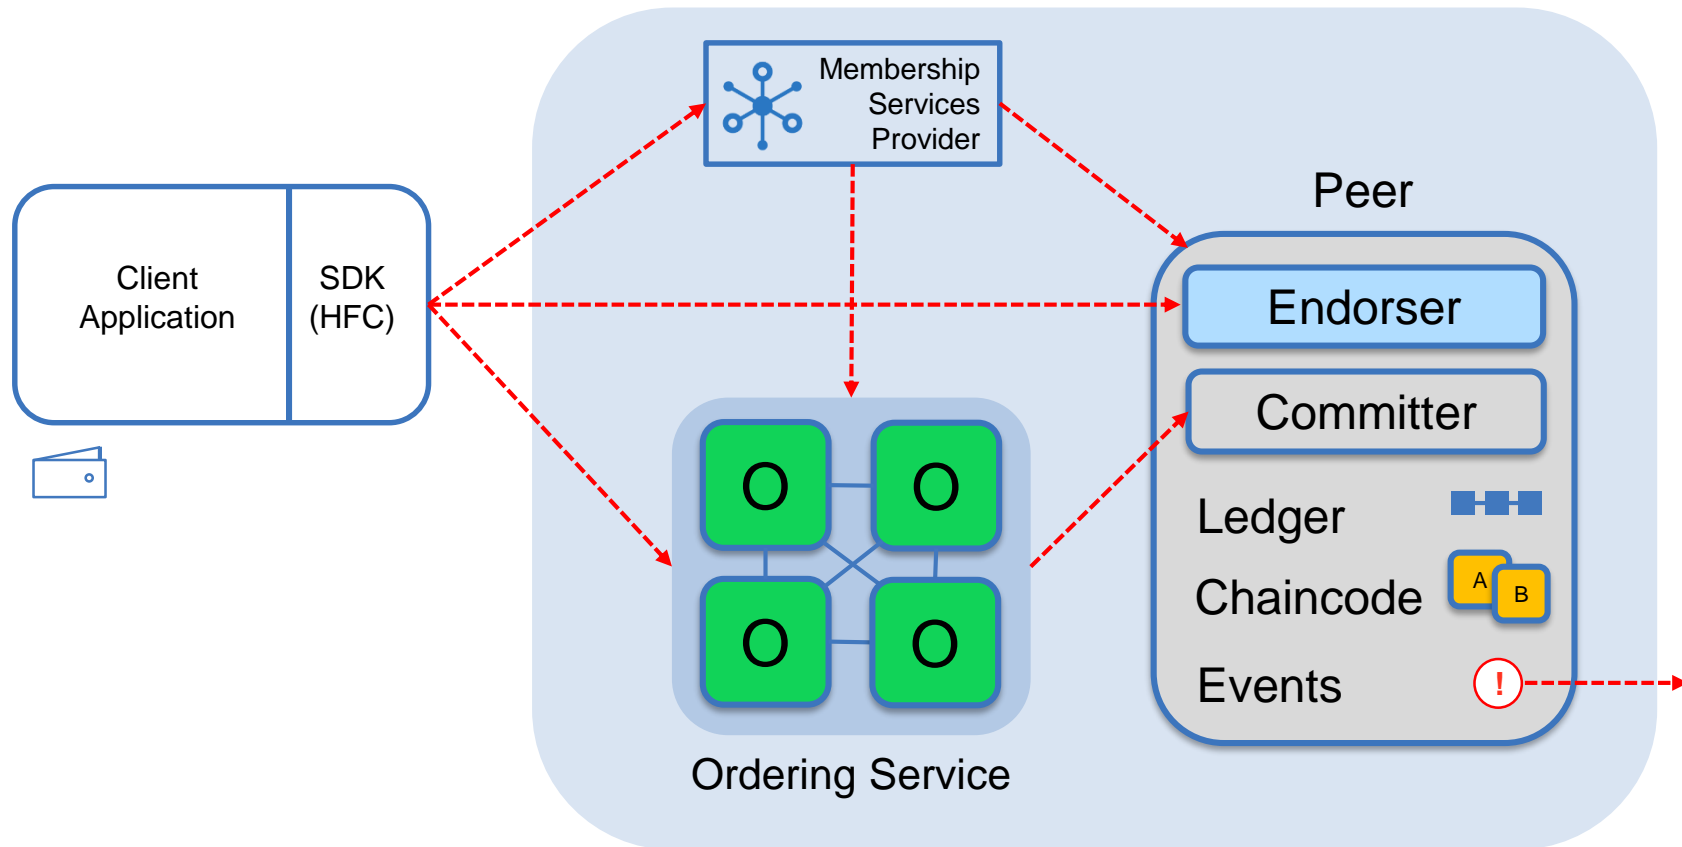 Membership
Services
Provider
Client
Application
SDK
(HFC)
Peer
Endorser
Committer
O
O
O
O
Ledger
Chaincode
A
B
Events
!
Ordering Service